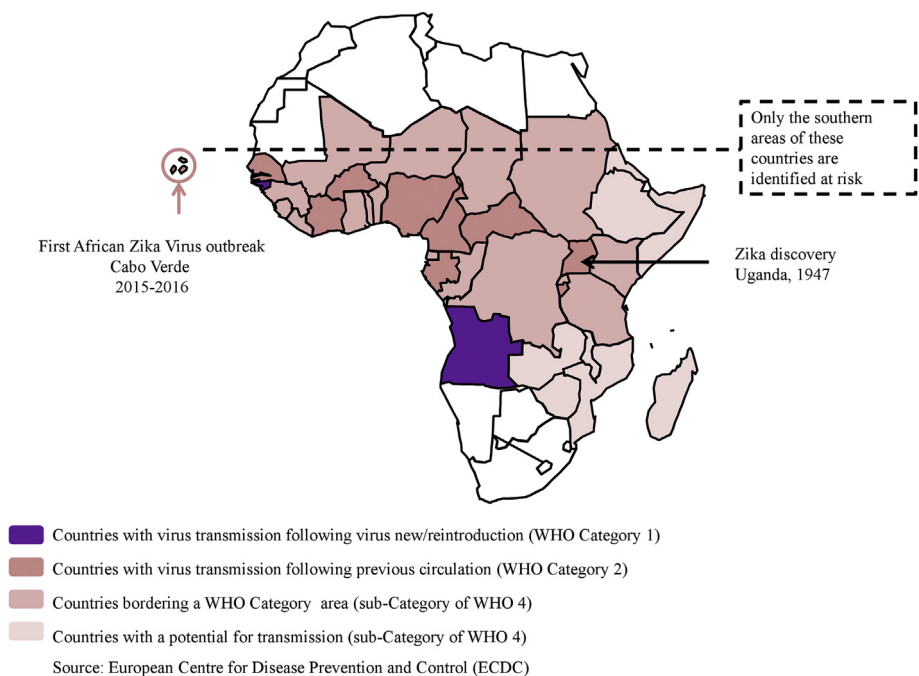 Only the southern
areas of these
countries are
identified at risk
First African Zika Virus outbreak
Cabo Verde
2015-2016
Zika discovery
Uganda, 1947
Countries with virus transmission following virus new/reintroduction (WHO Category 1)
Countries with virus transmission following previous circulation (WHO Category 2)
Countries bordering a WHO Category area (sub-Category of WHO 4)
Countries with a potential for transmission (sub-Category of WHO 4)
Source: European Centre for Disease Prevention and Control (ECDC)